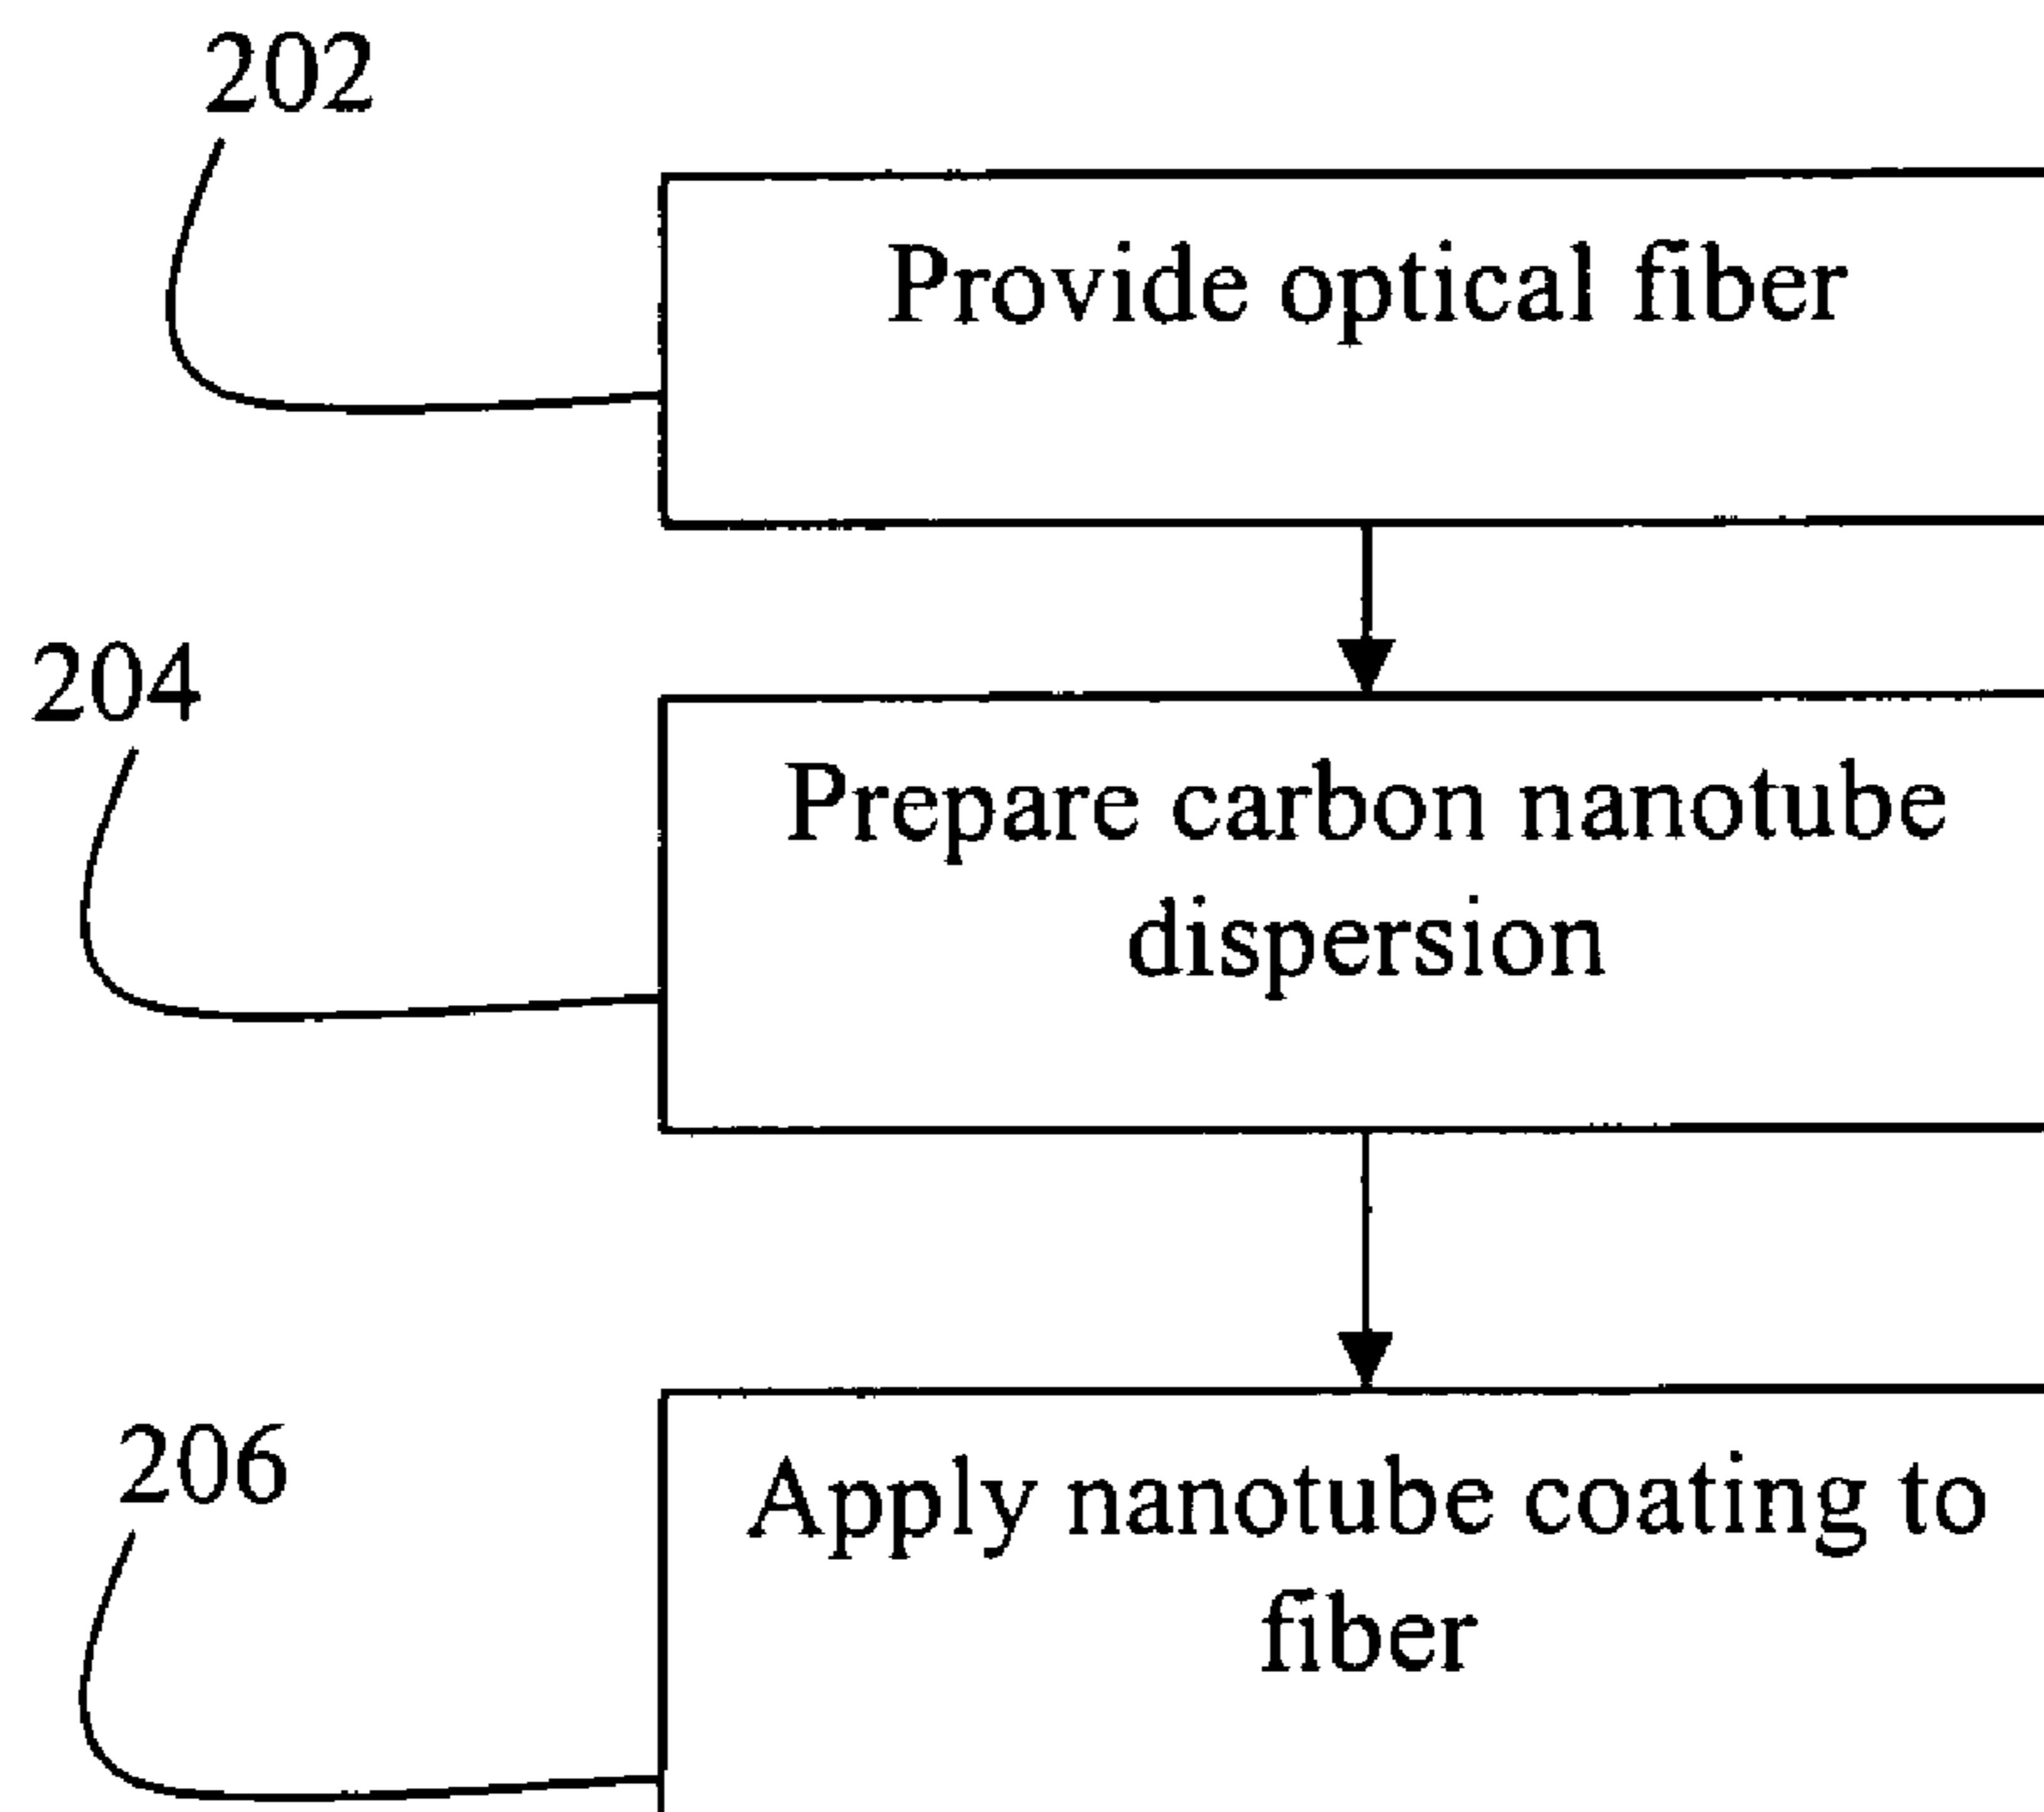 202
Provide optical fiber
204
Prepare carbon nanotube
dispersion
206
Apply nanotube coating to
fiber